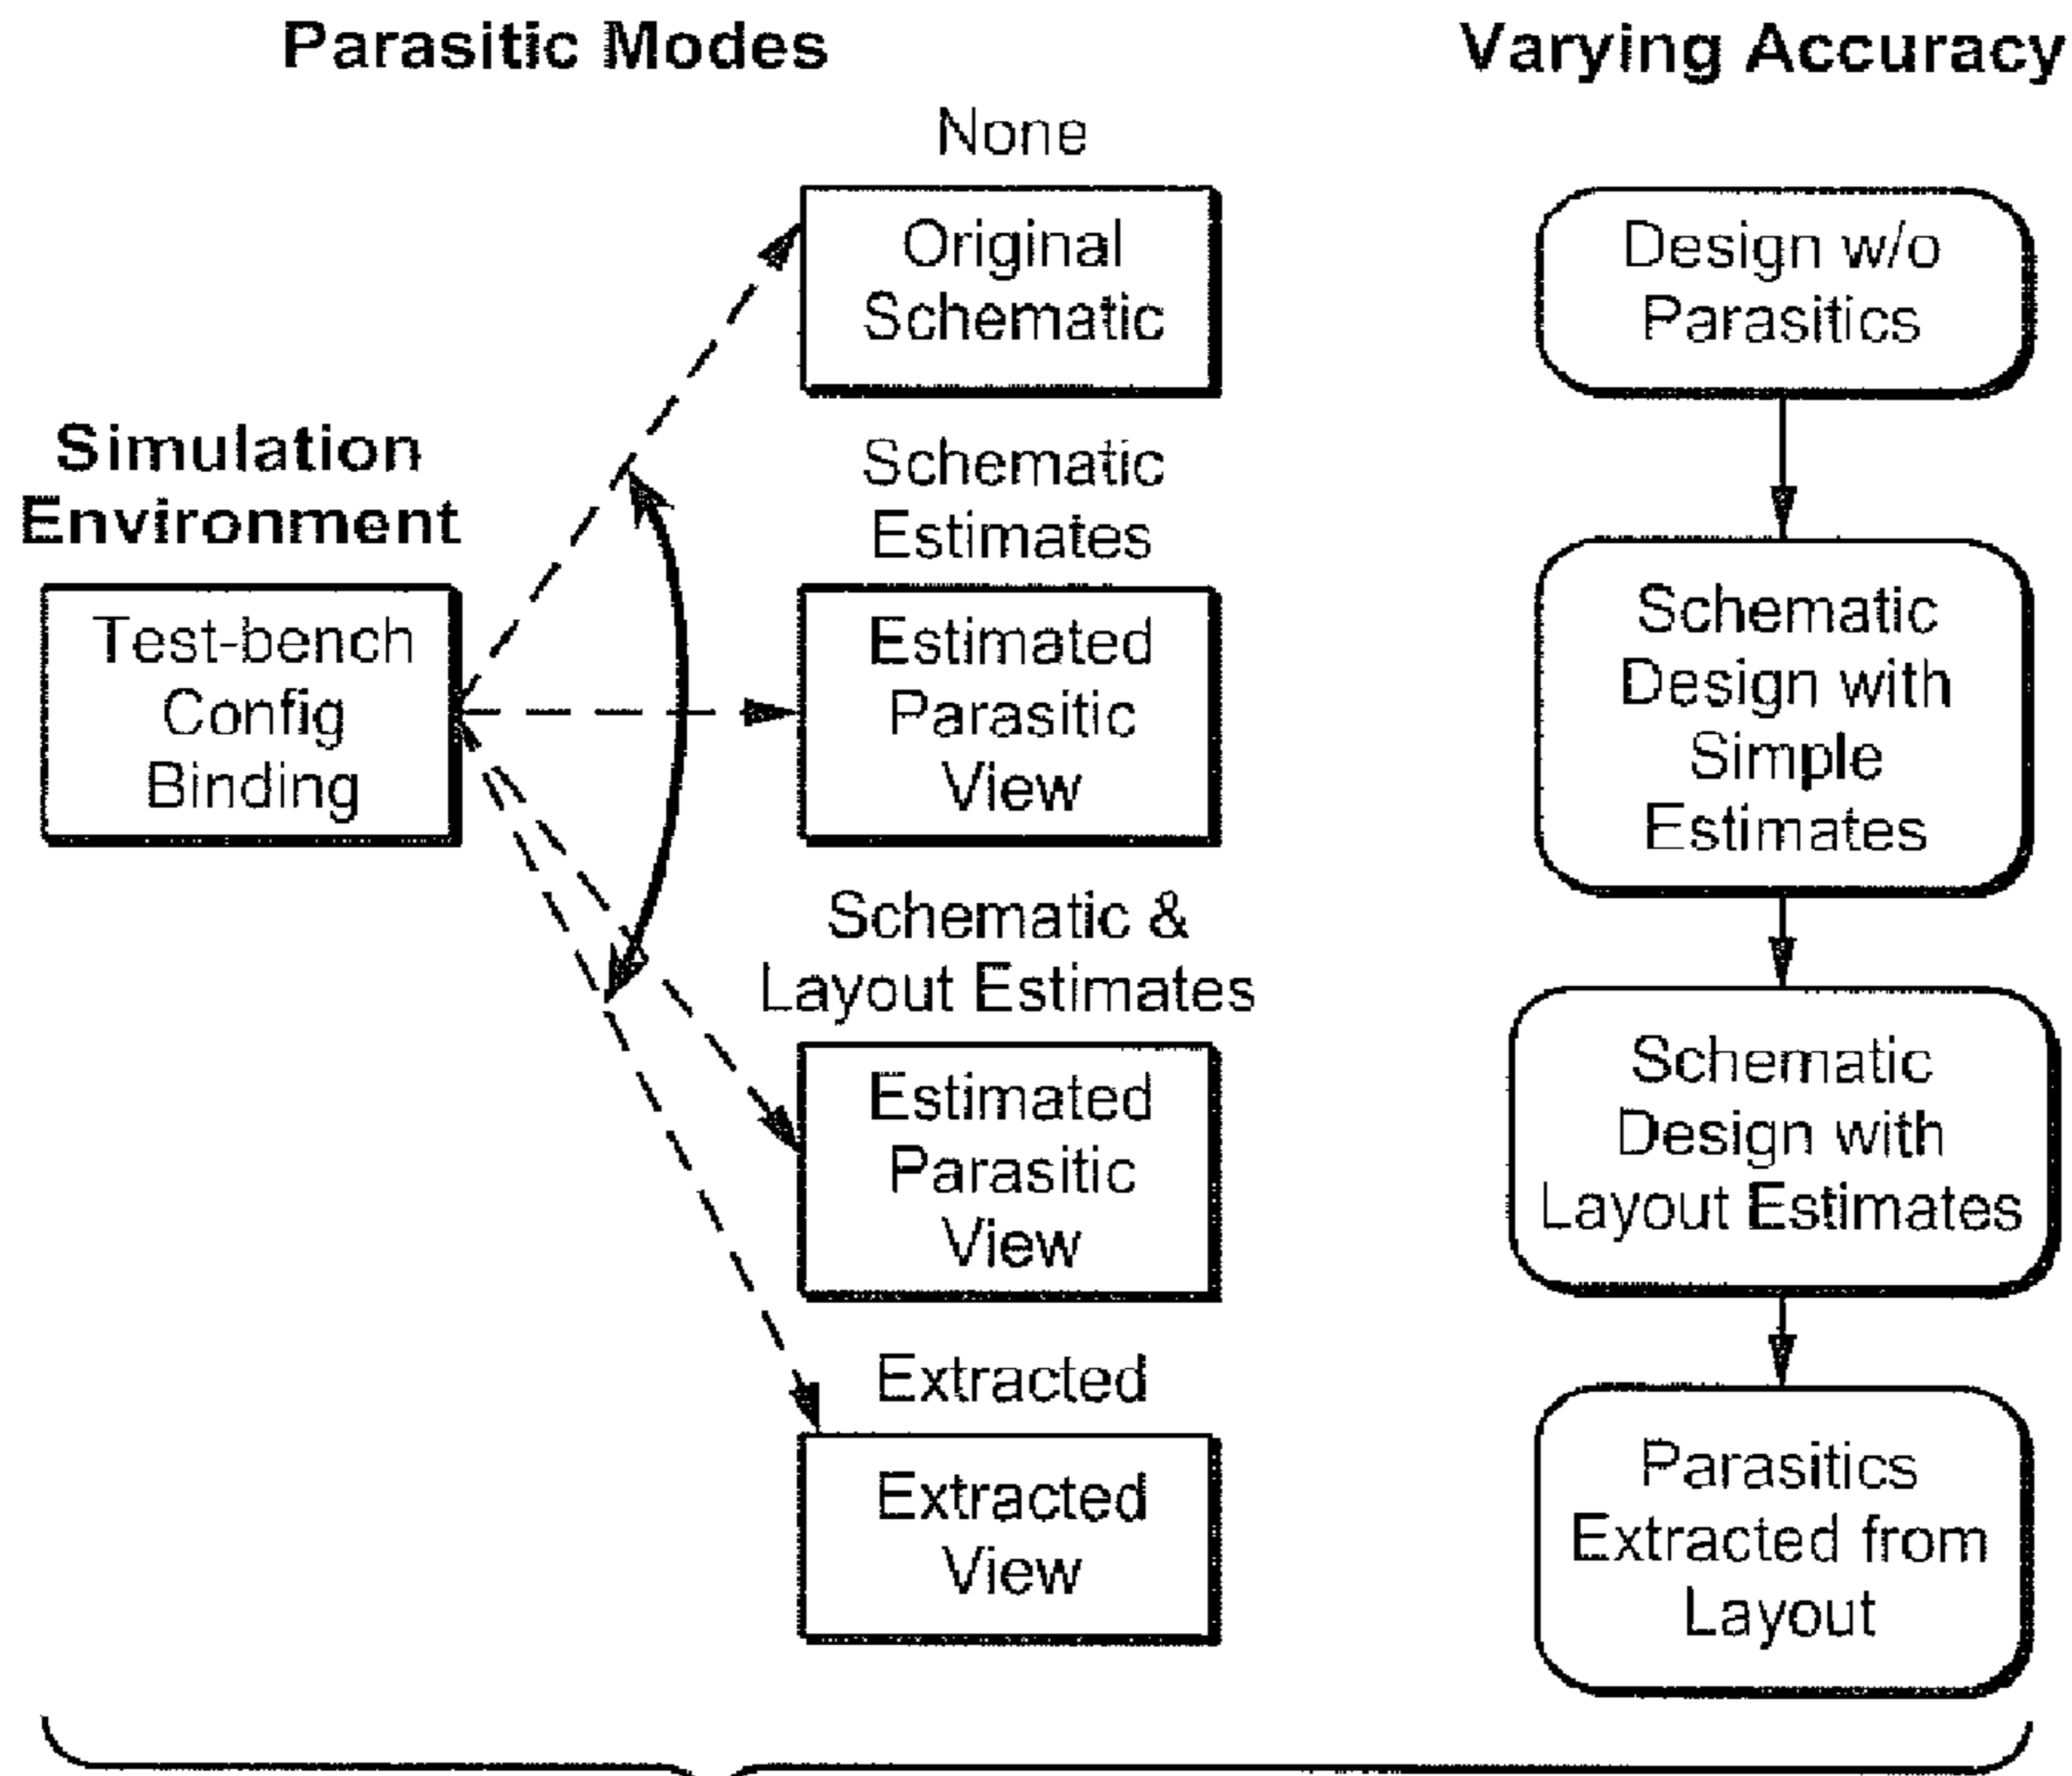 Parasitic Modes
Varying Accuracy
None
Original
Schematic
Design w/o
Parasitics
Simulation
Environment
Schematic
Estimates
Test-bench
Config
Binding
Estimated
Parasitic
View
Schematic
Design with
Simple
Estimates
Schematic &
Layout Estimates
Estimated
Parasitic
View
Schematic
Design with
Layout Estimates
Extracted
Extracted
View
Parasitics
Extracted from
Layout